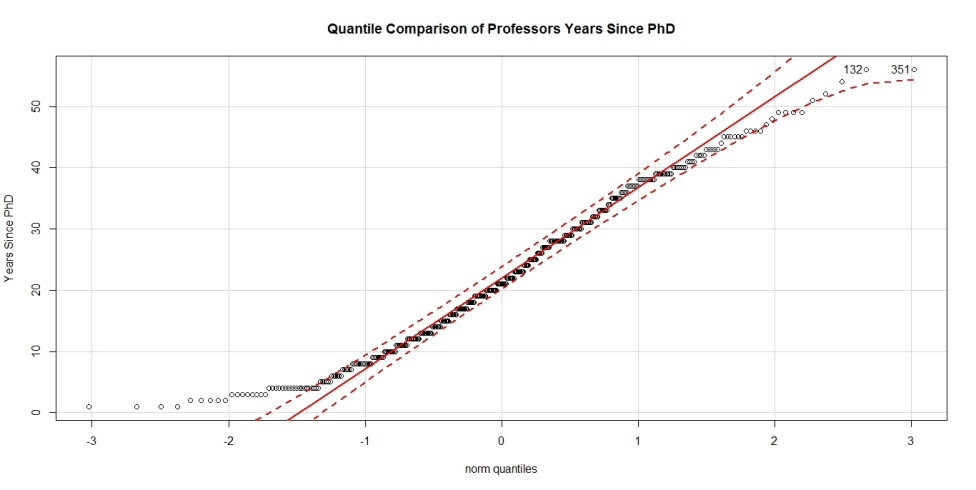 Quantile Comparison of Professors Years Since PhD
132 351
Years Since PhD
50
40
30
20
10
0
-3 -2 -1 0 1 2 3
norm quantiles